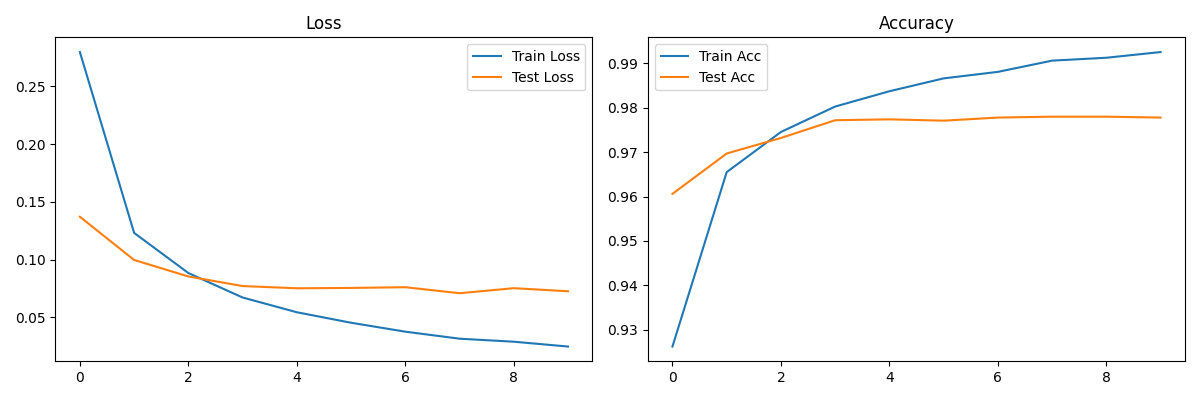 Loss
Train Loss
Test Loss
0.25
0.20
0.15
0.10
0.05
0 2 4 6 8
Accuracy
Train Acc
Test Acc
0.99
0.98
0.97
0.96
0.95
0.94
0.93
0 2 4 6 8